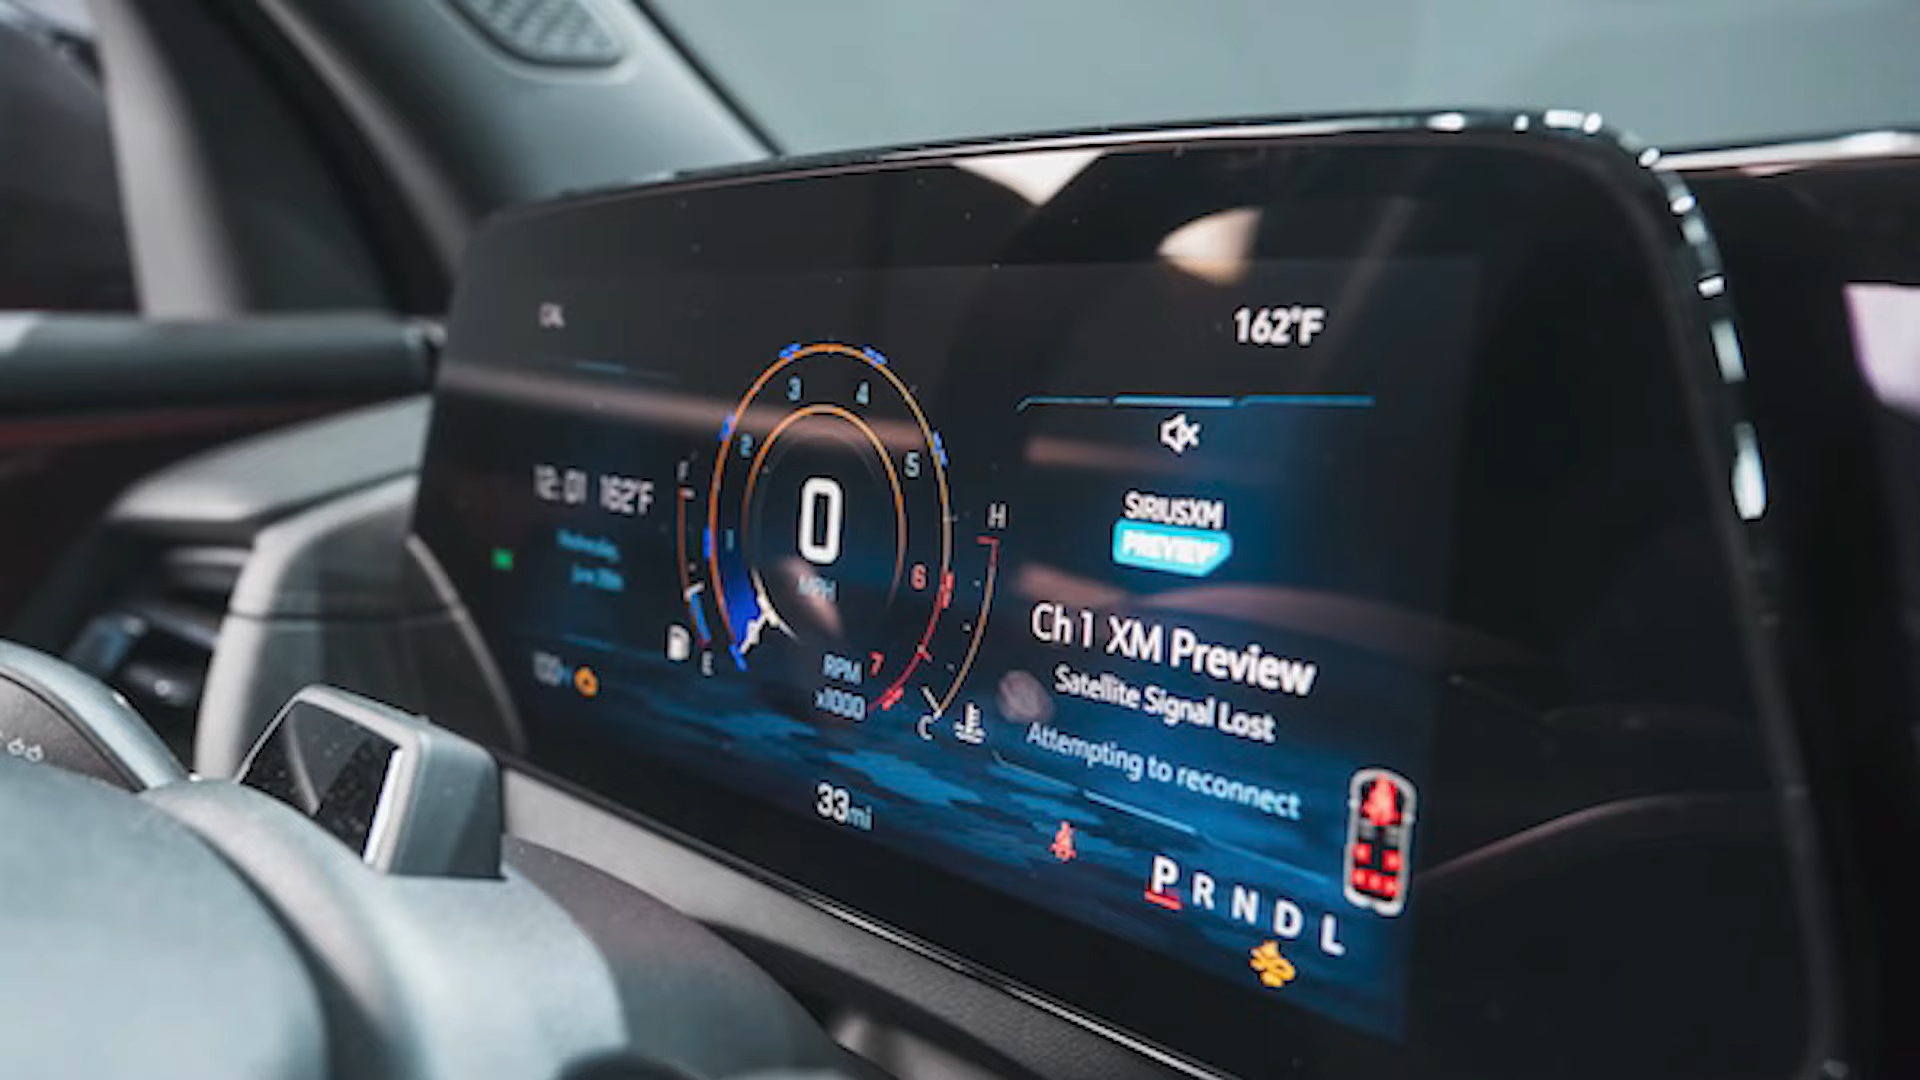 162°F
12:01 162°F
3
4
2
5
F
1
0
H
6
MPH
SIRIUSXM
PREVIEW
Ch 1 XM Preview
Satellite Signal Lost
Attempting to reconnect
E
RPM
x1000
7
C
33mi
P R N D L